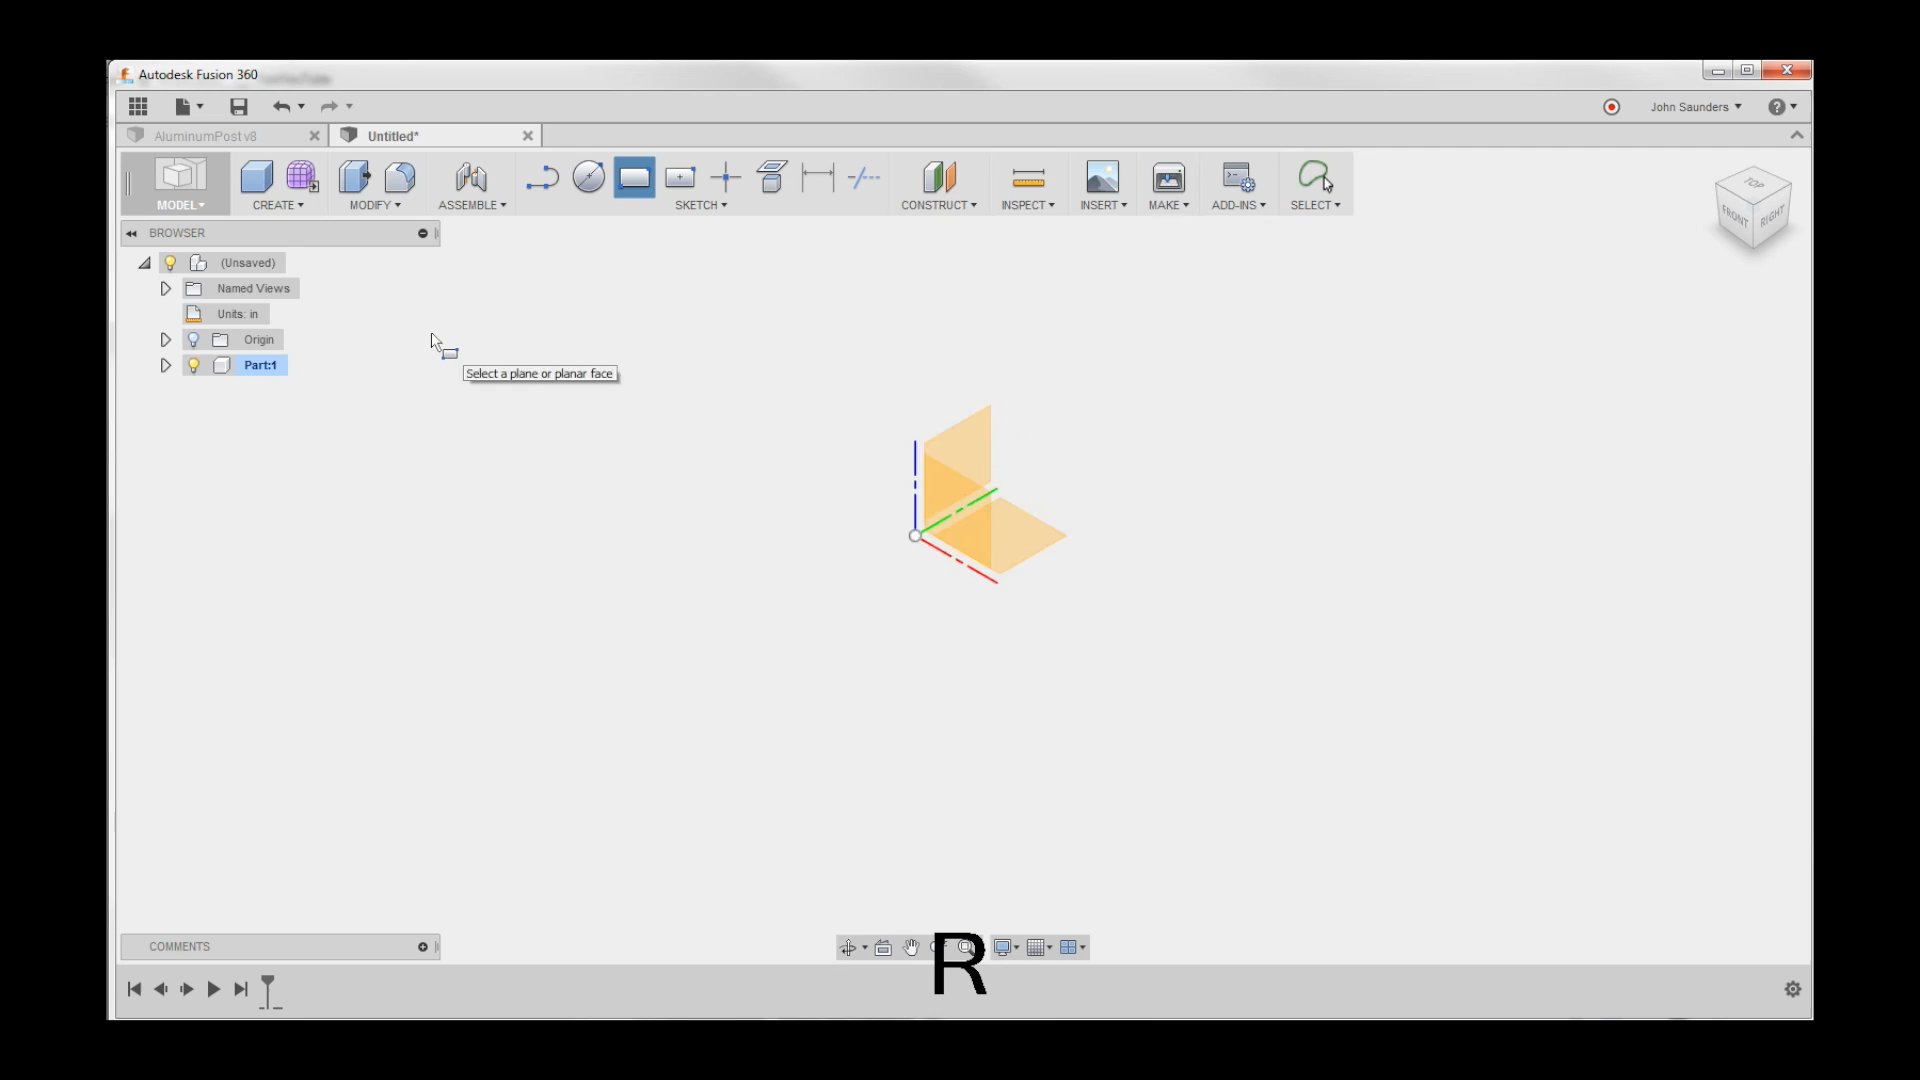 Autodesk Fusion 360
John Saunders
?
AluminumPost v8
Untitled*
MODEL
CREATE
MODIFY
ASSEMBLE
SKETCH
CONSTRUCT
INSPECT
INSERT
MAKE
ADD-INS
SELECT
TOP
FRONT
RIGHT
BROWSER
(Unsaved)
Named Views
Units: in
Origin
Part:1
Select a plane or planar face
COMMENTS
R